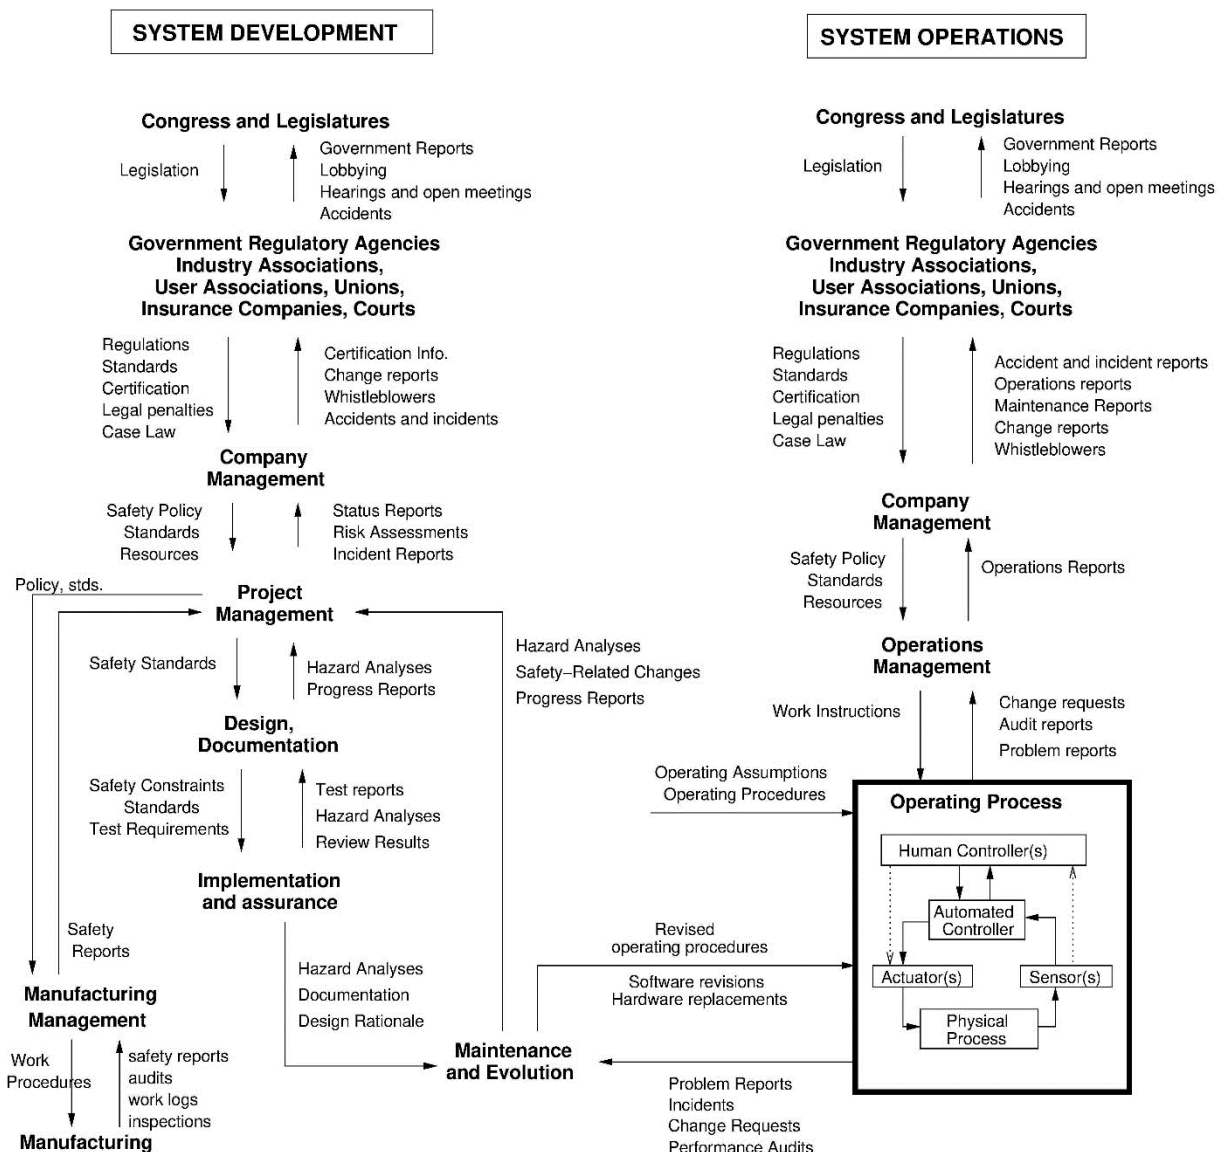 SYSTEM DEVELOPMENT
Congress and Legislatures
Legislation
Government Reports
Lobbying
Hearings and open meetings
Accidents
Government Regulatory Agencies
Industry Associations,
User Associations, Unions,
Insurance Companies, Courts
Regulations
Standards
Certification
Legal penalties
Case Law
Certification Info.
Change reports
Whistleblowers
Accidents and incidents
Company
Management
Safety Policy
Standards
Resources
Status Reports
Risk Assessments
Incident Reports
Policy, stds.
Project
Management
Safety Standards
Hazard Analyses
Progress Reports
Hazard Analyses
Safety–Related Changes
Progress Reports
Design,
Documentation
Safety Constraints
Standards
Test Requirements
Test reports
Hazard Analyses
Review Results
Implementation
and assurance
Safety
Reports
Hazard Analyses
Documentation
Design Rationale
Manufacturing
Management
Work
Procedures
safety reports
audits
work logs
inspections
Manufacturing
Maintenance
and Evolution
SYSTEM OPERATIONS
Congress and Legislatures
Legislation
Government Reports
Lobbying
Hearings and open meetings
Accidents
Government Regulatory Agencies
Industry Associations,
User Associations, Unions,
Insurance Companies, Courts
Regulations
Standards
Certification
Legal penalties
Case Law
Accident and incident reports
Operations reports
Maintenance Reports
Change reports
Whistleblowers
Company
Management
Safety Policy
Standards
Resources
Operations Reports
Operations
Management
Work Instructions
Change requests
Audit reports
Problem reports
Operating Assumptions
Operating Procedures
Operating Process
Human Controller(s)
Automated
Controller
Actuator(s)
Sensor(s)
Physical
Process
Revised
operating procedures
Software revisions
Hardware replacements
Problem Reports
Incidents
Change Requests
Performance Audits